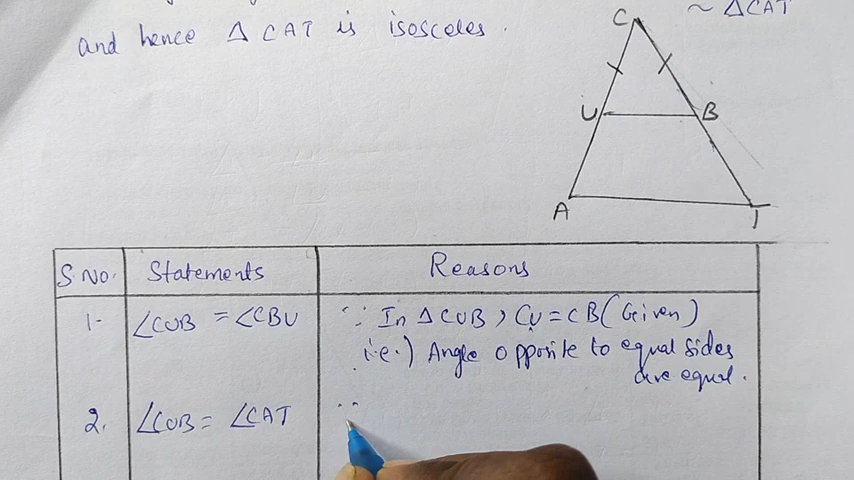 ~ ΔCAT
and hence Δ CAT is isosceles.
C
U
B
A
T
S.No.
Statements
Reasons
1.
∠CUB = ∠CBU
∵ In ΔCUB, CU = CB (Given)
i.e.) Angle opposite to equal sides
are equal.
2.
∠CUB = ∠CAT